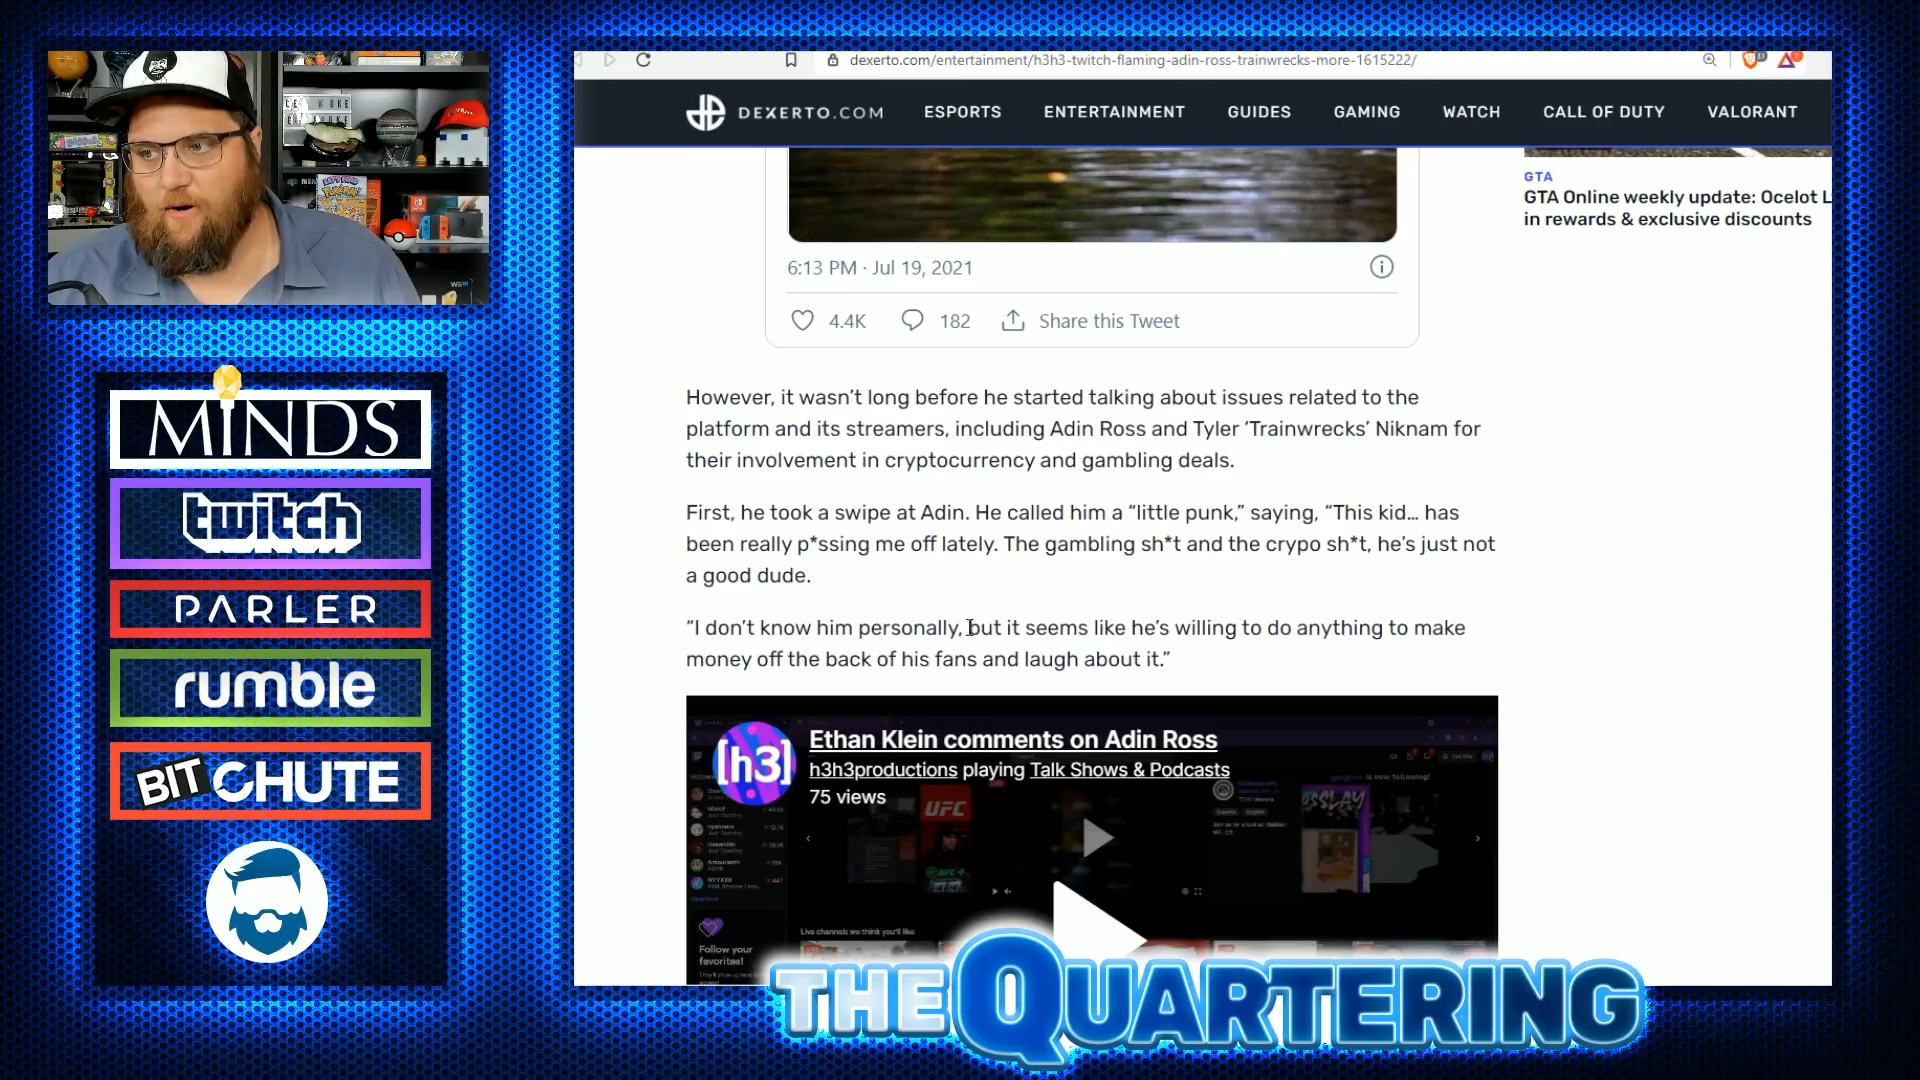 dexerto.com/entertainment/h3h3-twitch-flaming-adin-ross-trainwrecks-more-1615222/
DEXERTO.COM
ESPORTS
ENTERTAINMENT
GUIDES
GAMING
WATCH
CALL OF DUTY
VALORANT
GTA
GTA Online weekly update: Ocelot L
in rewards & exclusive discounts
6:13 PM · Jul 19, 2021
4.4K
182
Share this Tweet
However, it wasn’t long before he started talking about issues related to the
platform and its streamers, including Adin Ross and Tyler ‘Trainwrecks’ Niknam for
their involvement in cryptocurrency and gambling deals.
First, he took a swipe at Adin. He called him a “little punk,” saying, “This kid… has
been really p*ssing me off lately. The gambling sh*t and the crypo sh*t, he’s just not
a good dude.
“I don’t know him personally, but it seems like he’s willing to do anything to make
money off the back of his fans and laugh about it.”
[h3]
Ethan Klein comments on Adin Ross
h3h3productions playing Talk Shows & Podcasts
75 views
UFC
Live channels we think you'll like
Follow your
favorites!
MINDS
twitch
PARLER
rumble
BITCHUTE
THE QUARTERING